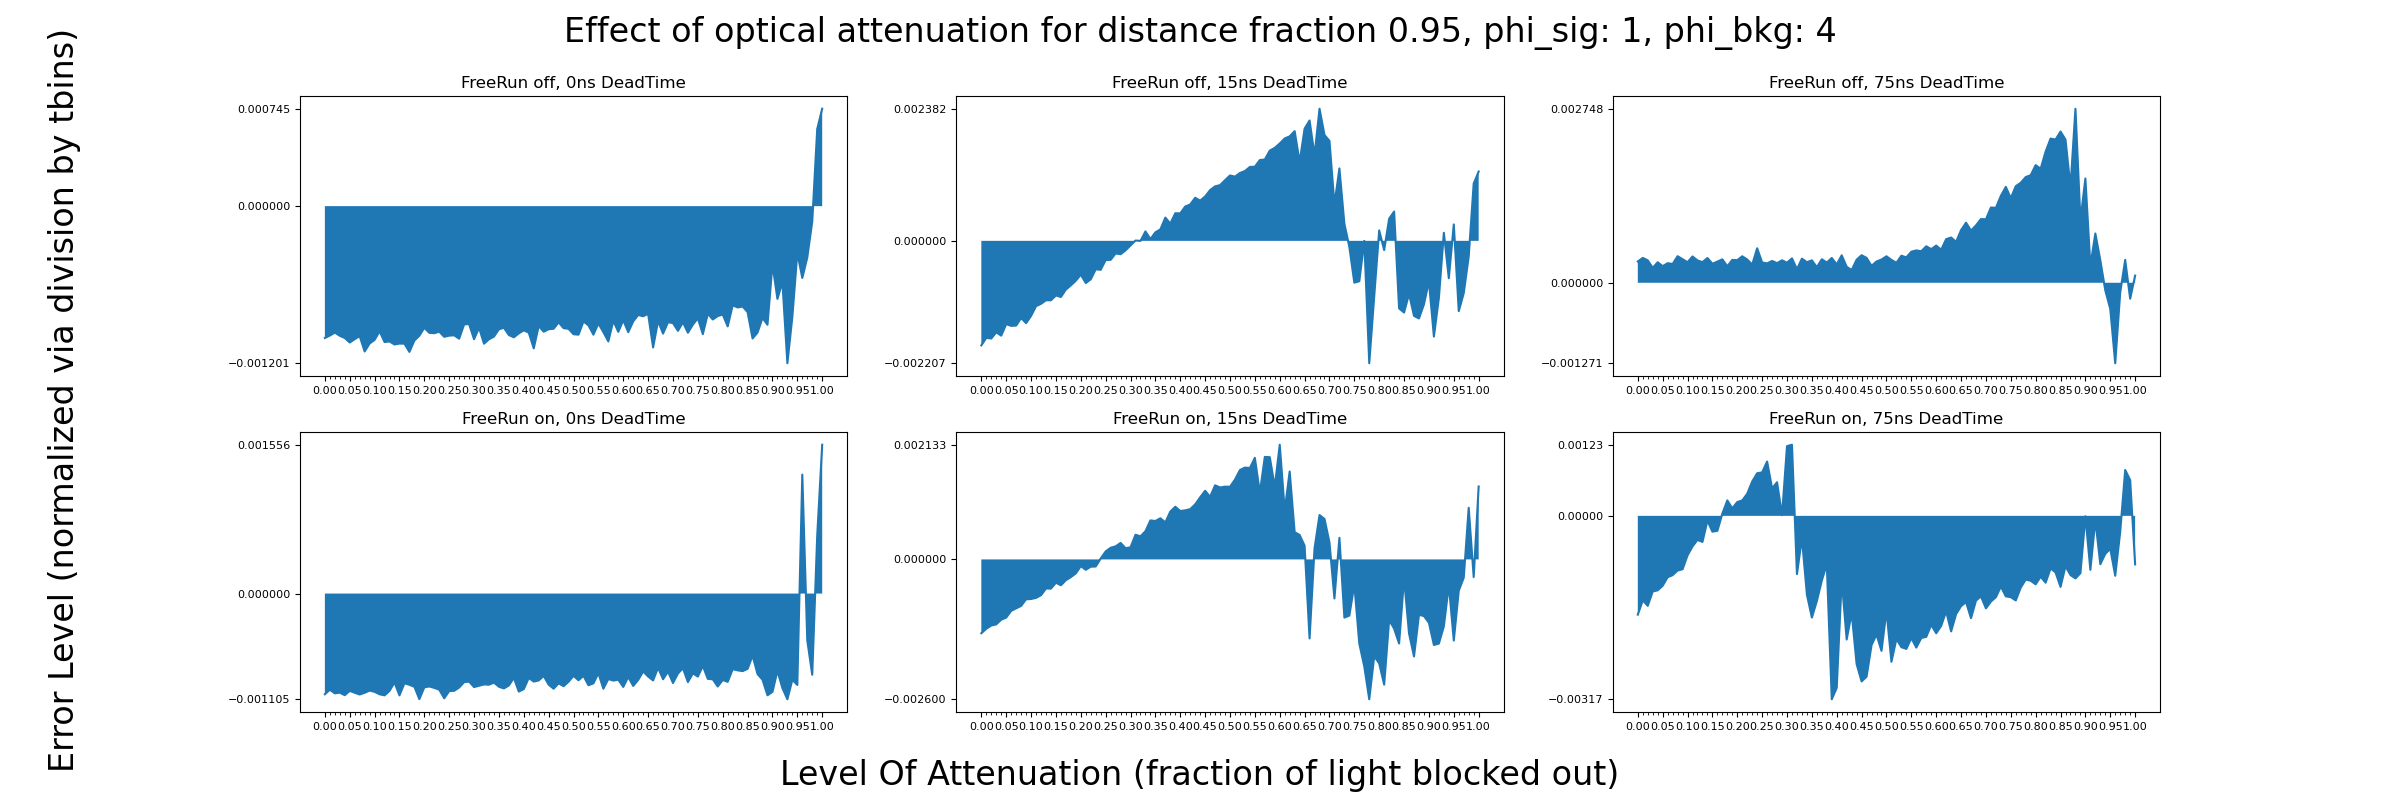 Effect of optical attenuation for distance fraction 0.95, phi_sig: 1, phi_bkg: 4
Error Level (normalized via division by tbins)
FreeRun off, 0ns DeadTime
0.000745
0.000000
−0.001201
0.00 0.05 0.10 0.15 0.20 0.25 0.30 0.35 0.40 0.45 0.50 0.55 0.60 0.65 0.70 0.75 0.80 0.85 0.90 0.95 1.00
FreeRun off, 15ns DeadTime
0.002382
0.000000
−0.002207
0.00 0.05 0.10 0.15 0.20 0.25 0.30 0.35 0.40 0.45 0.50 0.55 0.60 0.65 0.70 0.75 0.80 0.85 0.90 0.95 1.00
FreeRun off, 75ns DeadTime
0.002748
0.000000
−0.001271
0.00 0.05 0.10 0.15 0.20 0.25 0.30 0.35 0.40 0.45 0.50 0.55 0.60 0.65 0.70 0.75 0.80 0.85 0.90 0.95 1.00
FreeRun on, 0ns DeadTime
0.001556
0.000000
−0.001105
0.00 0.05 0.10 0.15 0.20 0.25 0.30 0.35 0.40 0.45 0.50 0.55 0.60 0.65 0.70 0.75 0.80 0.85 0.90 0.95 1.00
FreeRun on, 15ns DeadTime
0.002133
0.000000
−0.002600
0.00 0.05 0.10 0.15 0.20 0.25 0.30 0.35 0.40 0.45 0.50 0.55 0.60 0.65 0.70 0.75 0.80 0.85 0.90 0.95 1.00
FreeRun on, 75ns DeadTime
0.00123
0.00000
−0.00317
0.00 0.05 0.10 0.15 0.20 0.25 0.30 0.35 0.40 0.45 0.50 0.55 0.60 0.65 0.70 0.75 0.80 0.85 0.90 0.95 1.00
Level Of Attenuation (fraction of light blocked out)